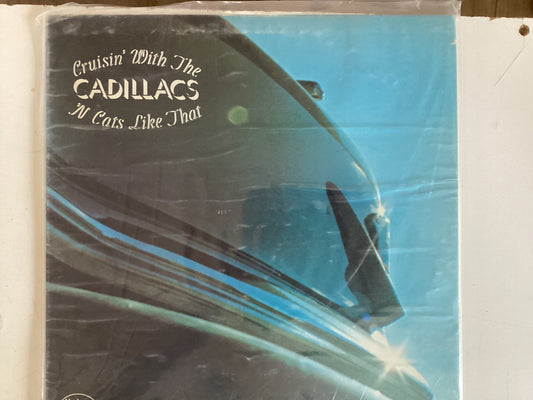 Cruisin' With The
CADILLACS
'N Cats Like That